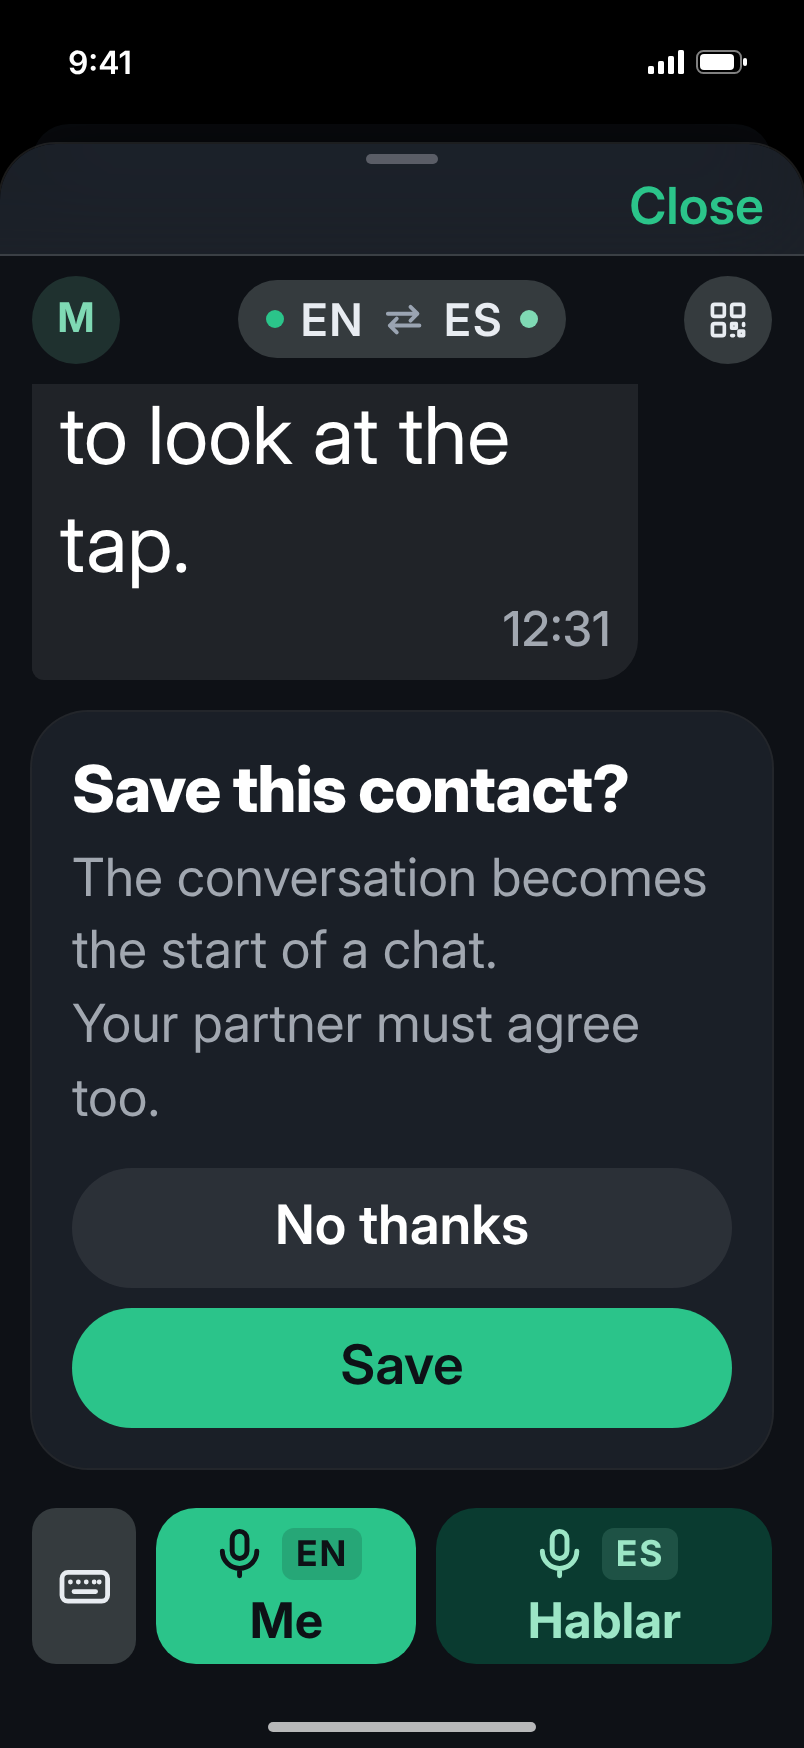 9:41
Close
M
EN ES
to look at the
tap.
12:31
Save this contact?
The conversation becomes
the start of a chat.
Your partner must agree
too.
No thanks
Save
EN
Me
ES
Hablar